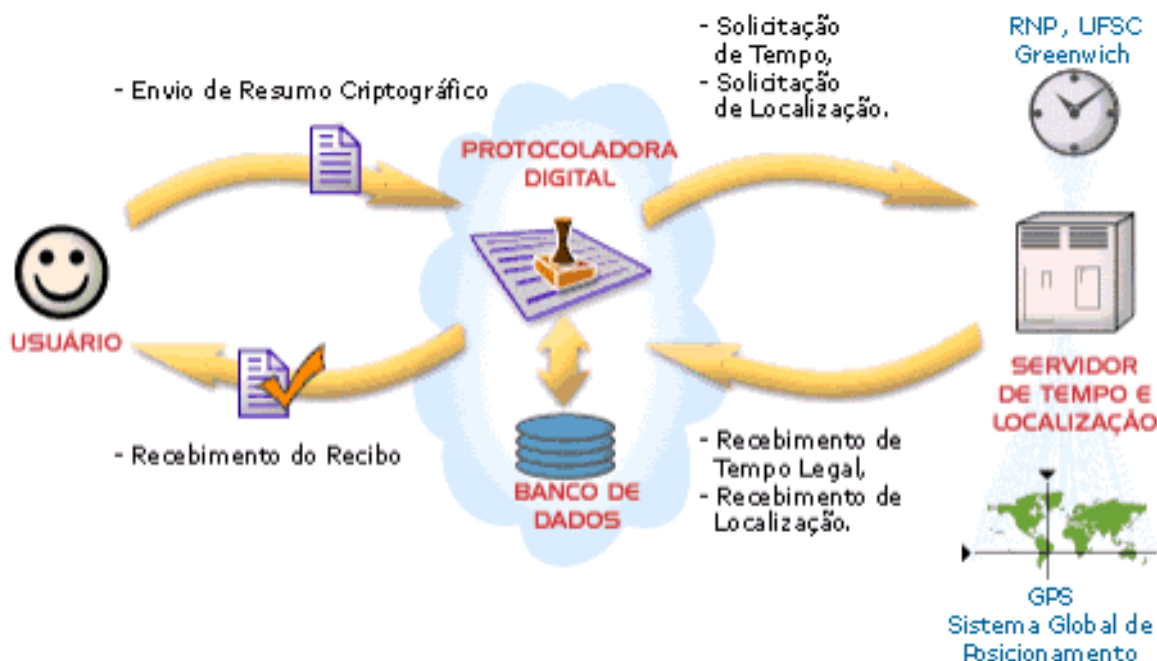 - Envio de Resumo Criptográfico
- Solicitação
de Tempo,
- Solicitação
de Localização.
RNP, UFSC
Greenwich
PROTOCOLADORA
DIGITAL
USUÁRIO
SERVIDOR
DE TEMPO E
LOCALIZAÇÃO
- Recebimento do Recibo
BANCO DE
DADOS
- Recebimento de
Tempo Legal,
- Recebimento de
Localização.
GPS
Sistema Global de
Posicionamento